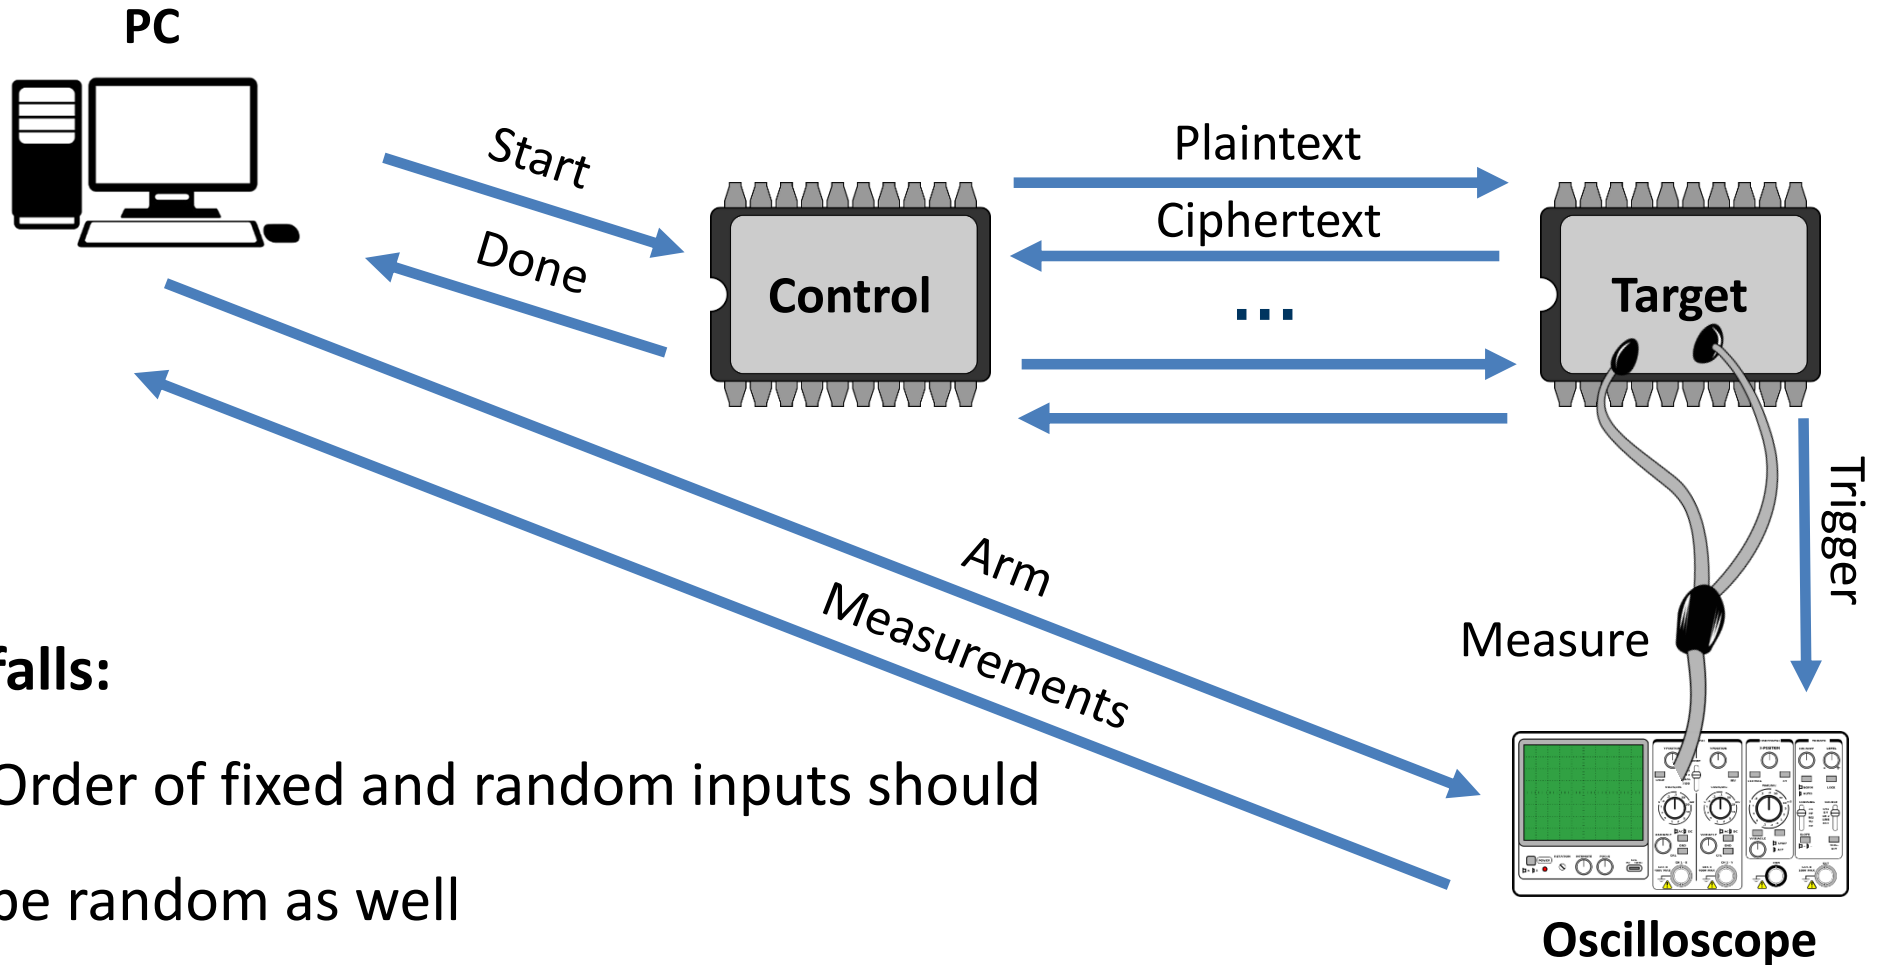 PC
Start
Plaintext
Ciphertext
Done
Control
...
Target
Trigger
Arm
Measurements
Measure
falls:
Order of fixed and random inputs should
be random as well
Oscilloscope